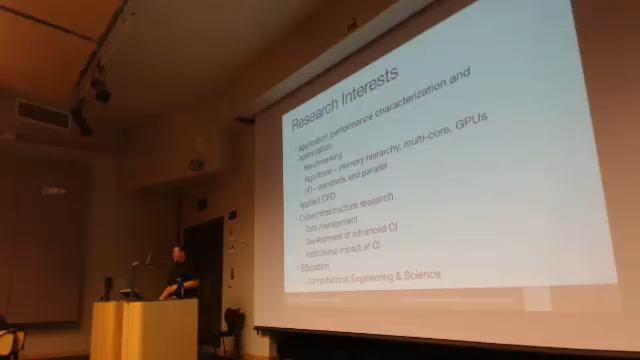 Research Interests
• Application performance characterization and
optimization
• Benchmarking
• Algorithms – memory hierarchy, multi-core, GPUs
• I/O – standards and parallel
• Applied CFD
• Cyberinfrastructure research
• Data management
• Development of advanced CI
• Institutional impact of CI
• Education
• Computational Engineering & Science